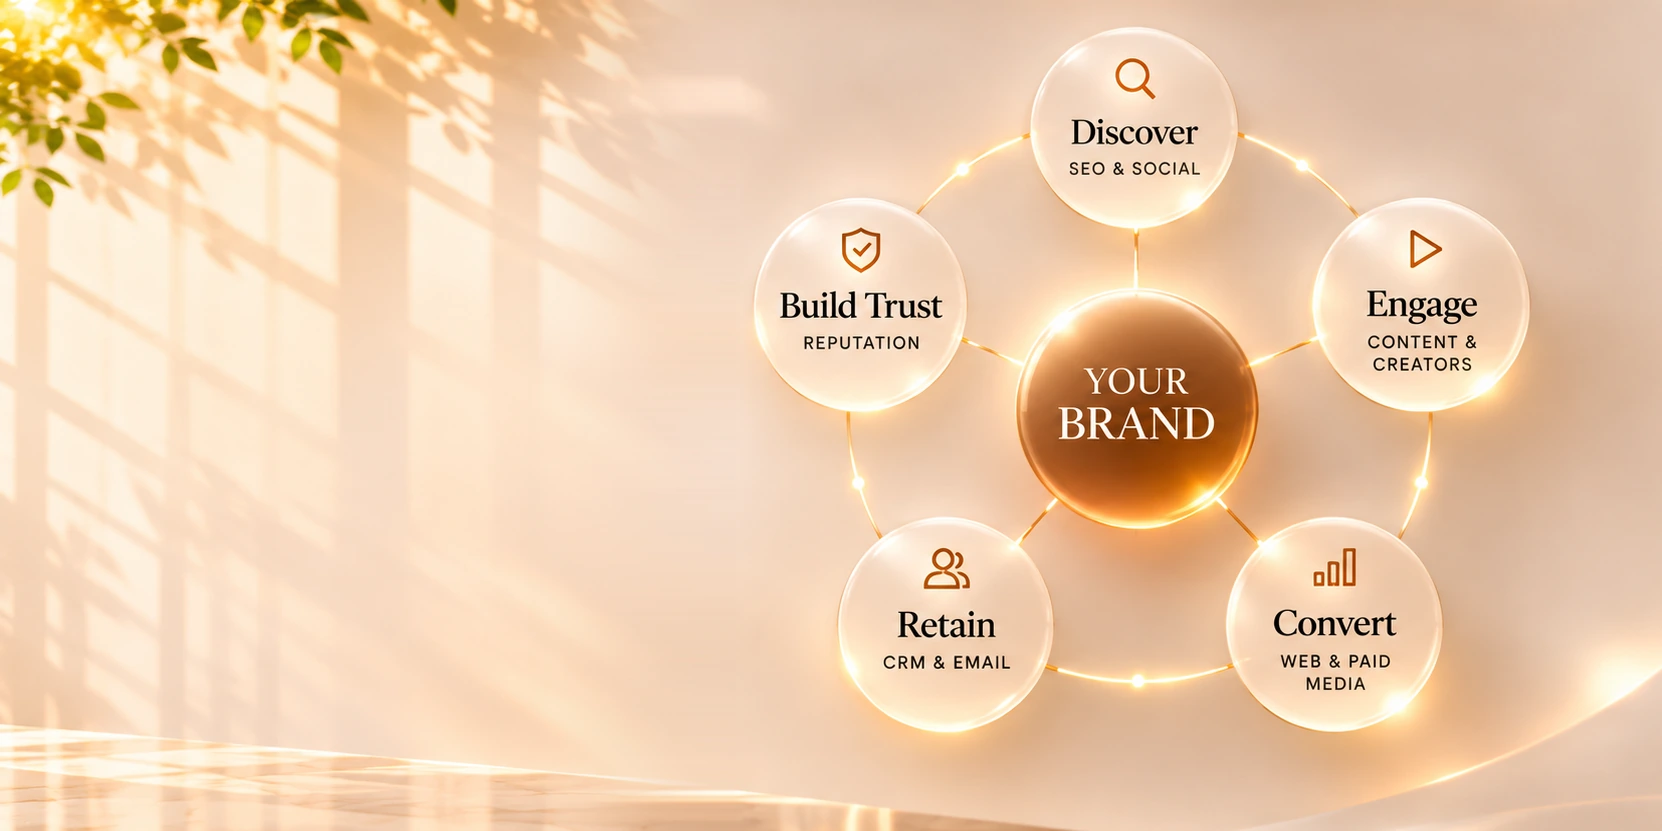 Discover
SEO & SOCIAL
Build Trust
REPUTATION
Engage
CONTENT &
CREATORS
YOUR
BRAND
Retain
CRM & EMAIL
Convert
WEB & PAID
MEDIA